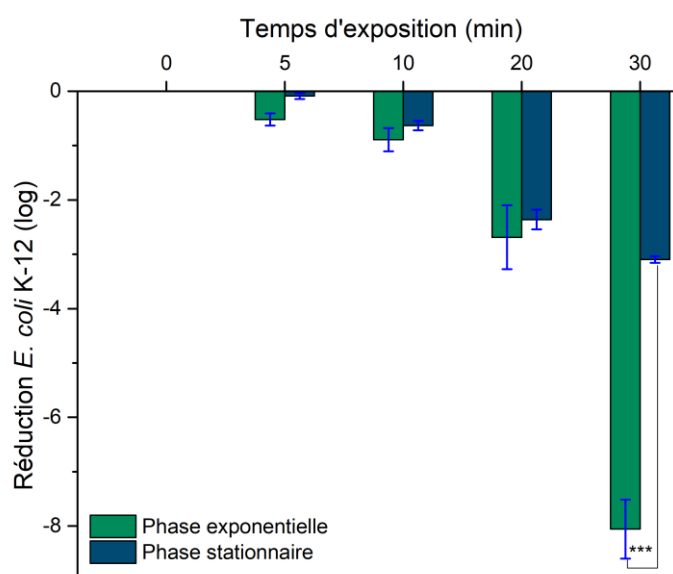 Temps d'exposition (min)
0 5 10 20 30
Réduction E. coli K-12 (log)
0
-2
-4
-6
-8
Phase exponentielle
Phase stationnaire
***